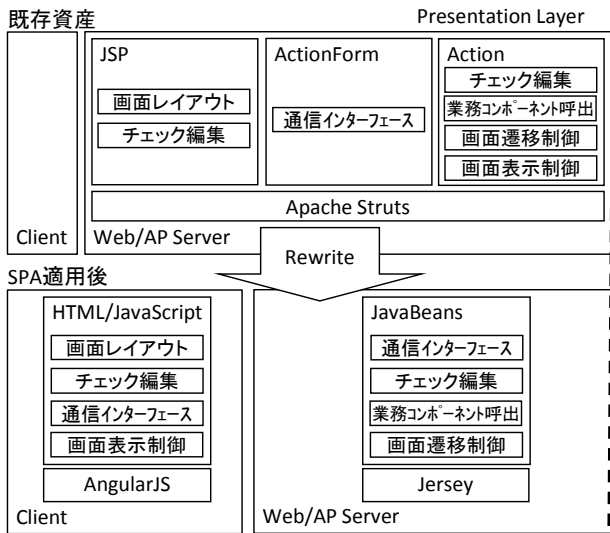 既存資産
Presentation Layer
JSP
画面レイアウト
チェック編集
ActionForm
通信インターフェース
Action
チェック編集
業務コンポーネント呼出
画面遷移制御
画面表示制御
Apache Struts
Client
Web/AP Server
Rewrite
SPA適用後
HTML/JavaScript
画面レイアウト
チェック編集
通信インターフェース
画面表示制御
AngularJS
Client
JavaBeans
通信インターフェース
チェック編集
業務コンポーネント呼出
画面遷移制御
Jersey
Web/AP Server